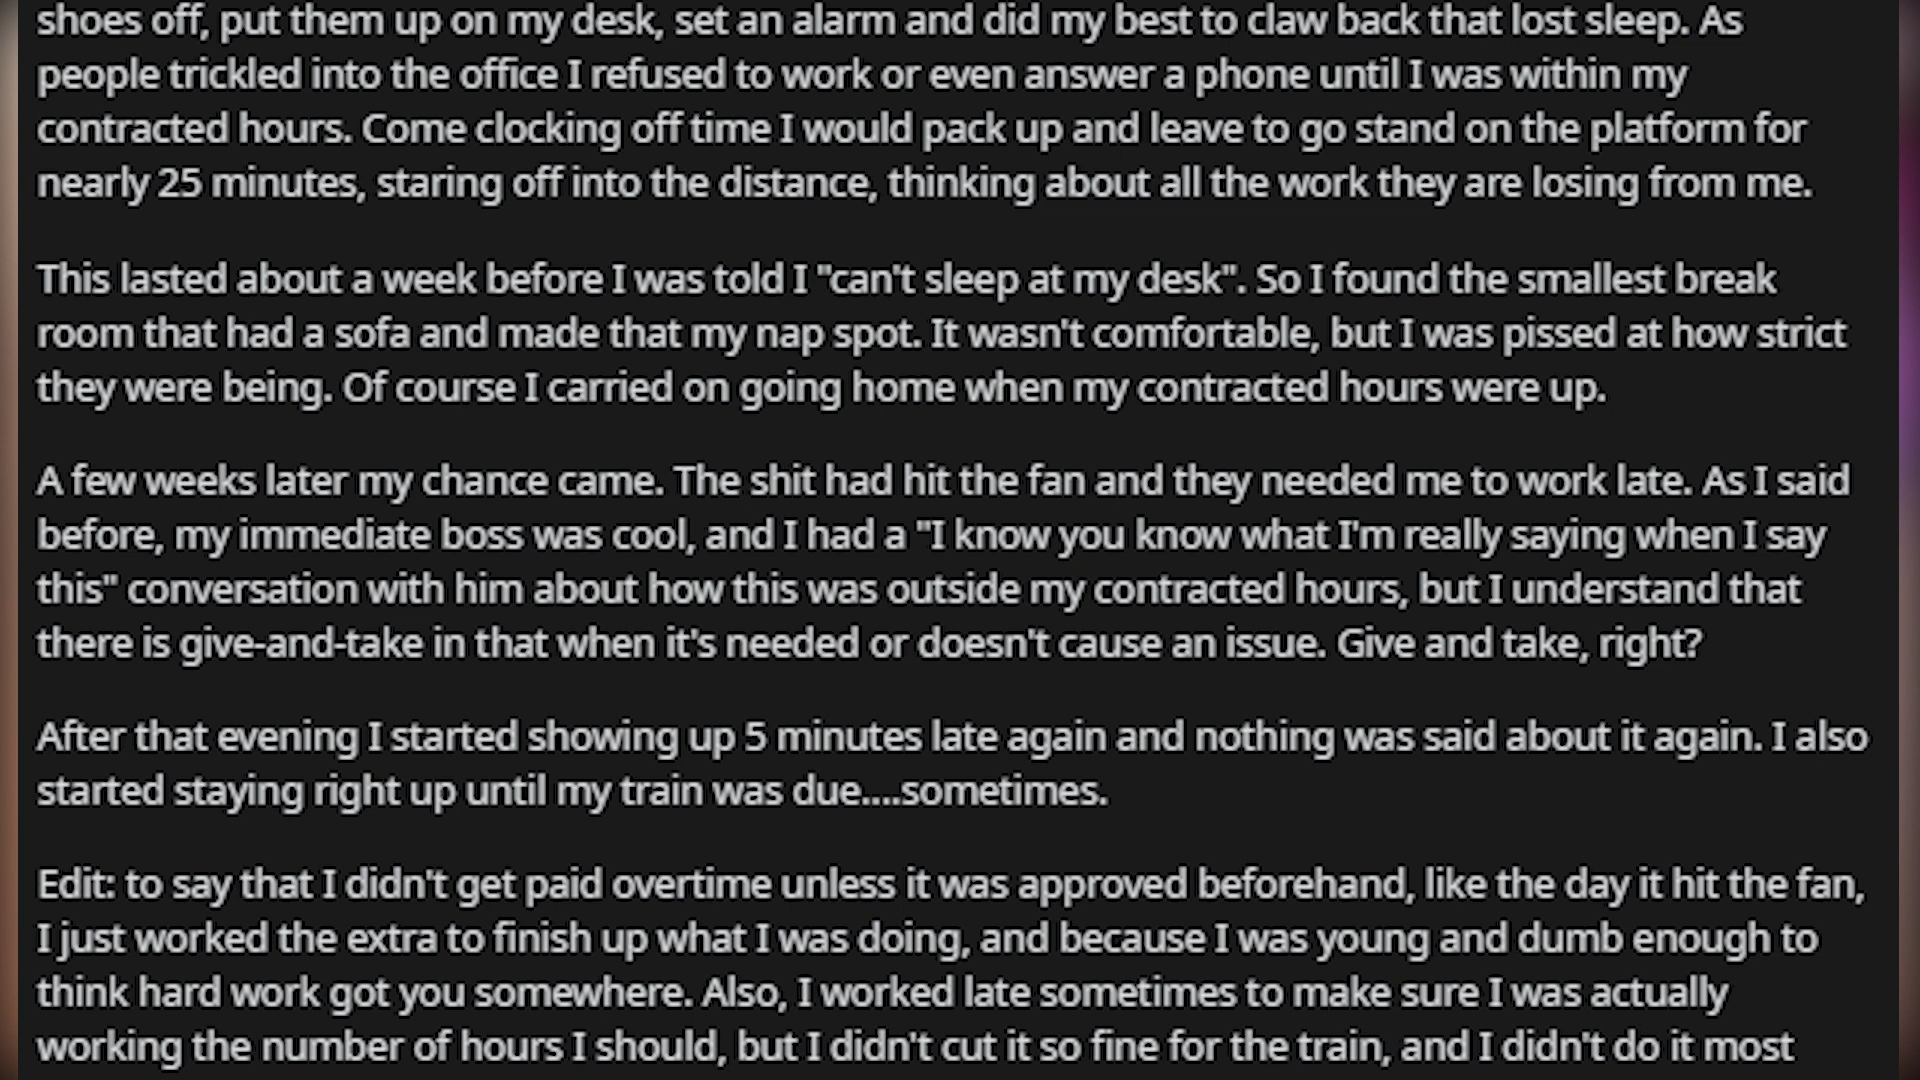 shoes off, put them up on my desk, set an alarm and did my best to claw back that lost sleep. As
people trickled into the office I refused to work or even answer a phone until I was within my
contracted hours. Come clocking off time I would pack up and leave to go stand on the platform for
nearly 25 minutes, staring off into the distance, thinking about all the work they are losing from me.
This lasted about a week before I was told I "can't sleep at my desk". So I found the smallest break
room that had a sofa and made that my nap spot. It wasn't comfortable, but I was pissed at how strict
they were being. Of course I carried on going home when my contracted hours were up.
A few weeks later my chance came. The shit had hit the fan and they needed me to work late. As I said
before, my immediate boss was cool, and I had a "I know you know what I'm really saying when I say
this" conversation with him about how this was outside my contracted hours, but I understand that
there is give-and-take in that when it's needed or doesn't cause an issue. Give and take, right?
After that evening I started showing up 5 minutes late again and nothing was said about it again. I also
started staying right up until my train was due....sometimes.
Edit: to say that I didn't get paid overtime unless it was approved beforehand, like the day it hit the fan,
I just worked the extra to finish up what I was doing, and because I was young and dumb enough to
think hard work got you somewhere. Also, I worked late sometimes to make sure I was actually
working the number of hours I should, but I didn't cut it so fine for the train, and I didn't do it most